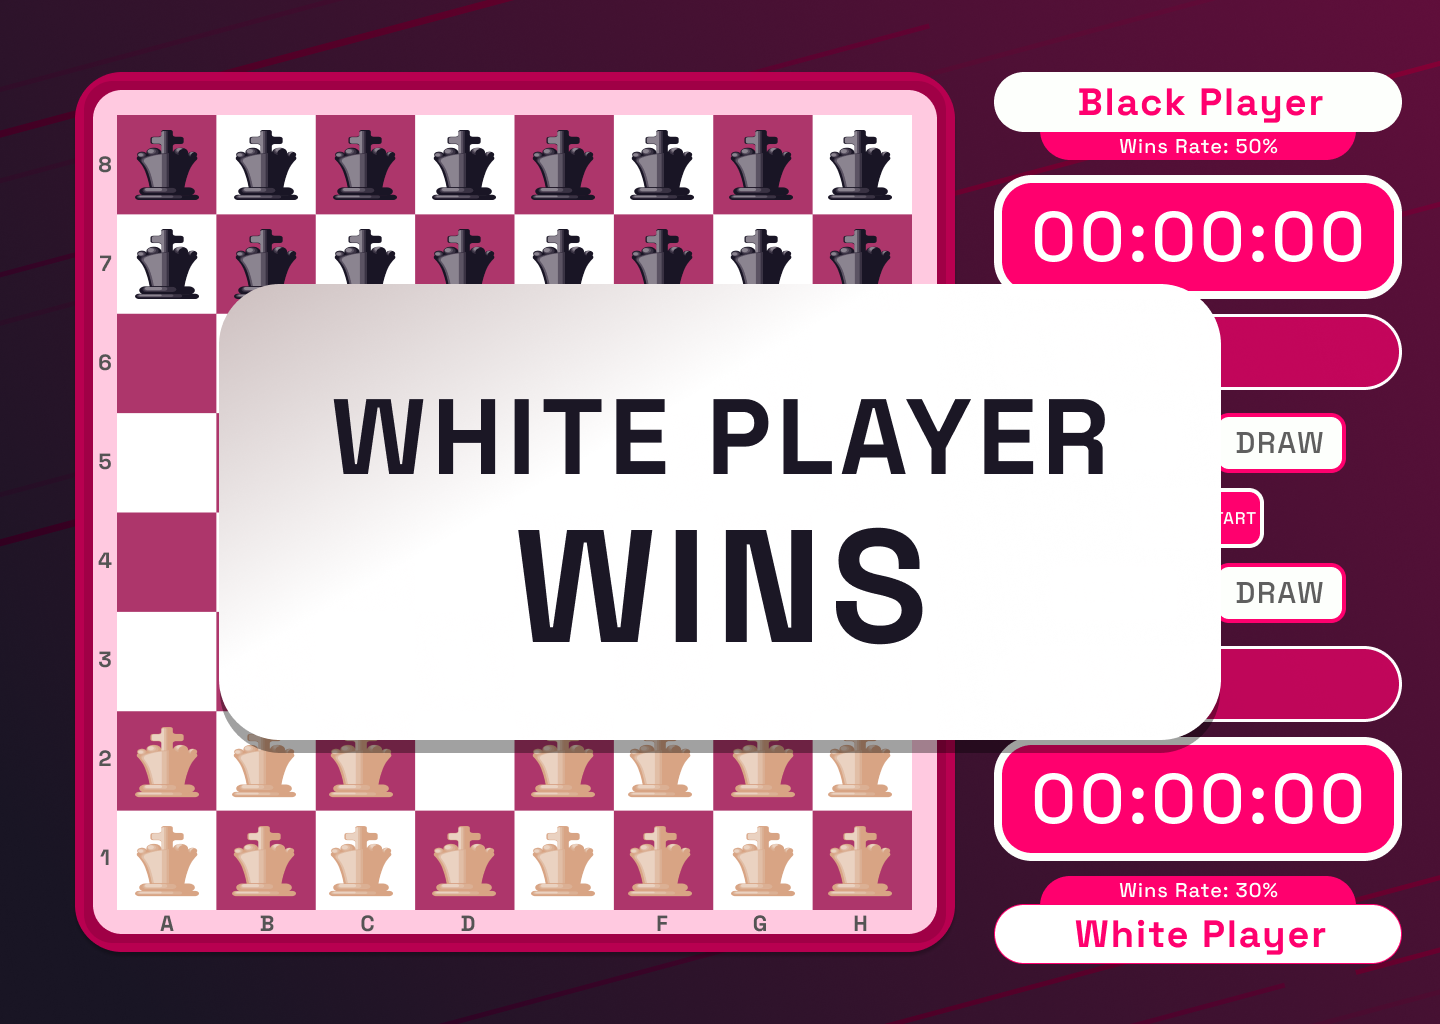 Black Player
Wins Rate: 50%
00:00:00
8
7
6
5
4
3
2
1
WHITE PLAYER
WINS
DRAW
DRAW
00:00:00
Wins Rate: 30%
White Player
A B C D F G H